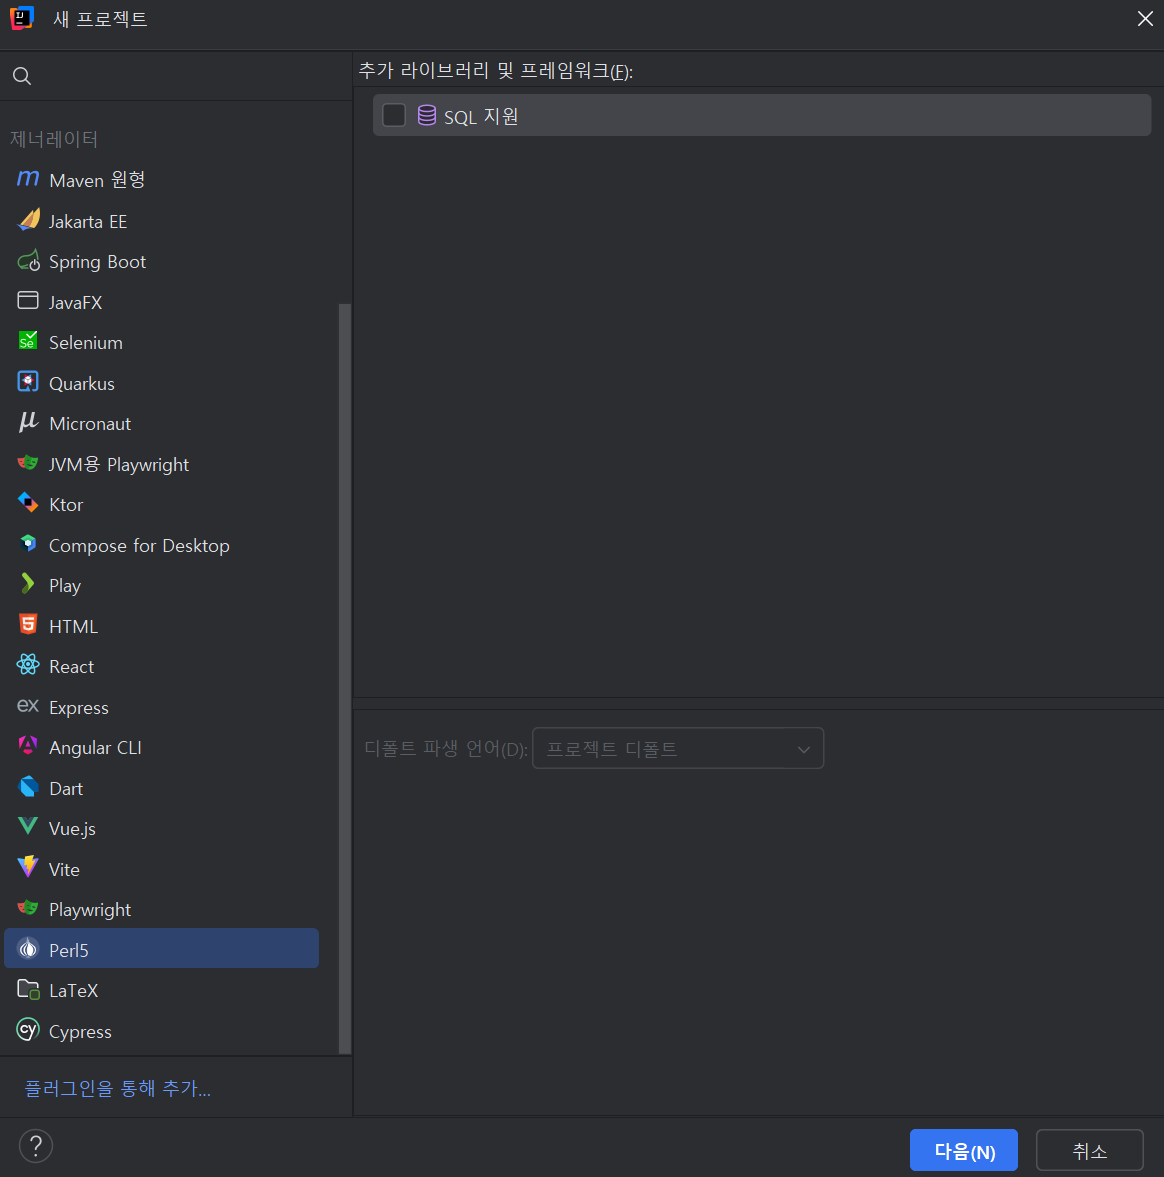 새 프로젝트
추가 라이브러리 및 프레임워크(F):
SQL 지원
제너레이터
Maven 원형
Jakarta EE
Spring Boot
JavaFX
Selenium
Quarkus
Micronaut
JVM용 Playwright
Ktor
Compose for Desktop
Play
HTML
React
Express
Angular CLI
Dart
Vue.js
Vite
Playwright
Perl5
LaTeX
Cypress
디폴트 파생 언어(D): 프로젝트 디폴트
플러그인을 통해 추가...
? 다음(N) 취소